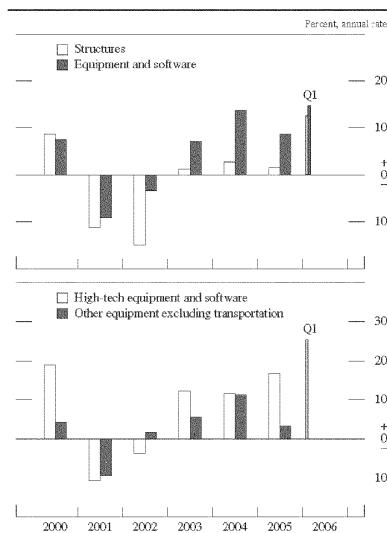 Percent, annual rate
Structures
Equipment and software
20
Q1
10
+
0
−
10
High-tech equipment and software
Other equipment excluding transportation
30
Q1
20
10
+
0
−
10
2000 2001 2002 2003 2004 2005 2006